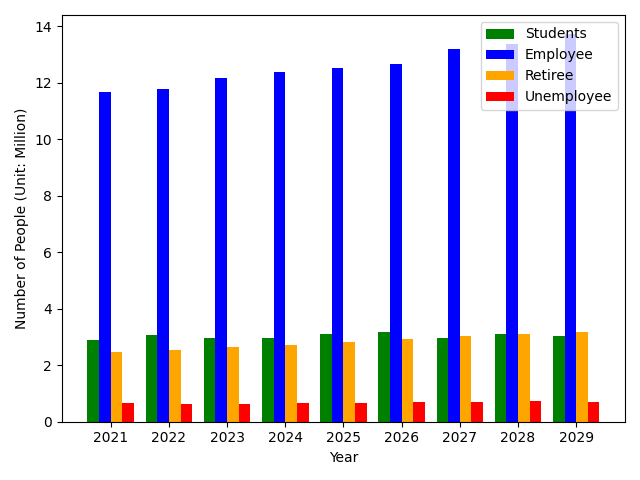 Students
Employee
Retiree
Unemployee
14
12
10
8
6
4
2
0
Number of People (Unit: Million)
2021 2022 2023 2024 2025 2026 2027 2028 2029
Year